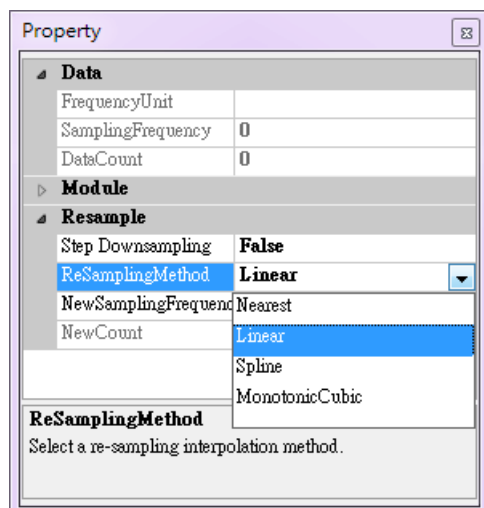 Property
Data
FrequencyUnit
SamplingFrequency 0
DataCount 0
Module
Resample
Step Downsampling False
ReSamplingMethod Linear
NewSamplingFrequenc
Nearest
NewCount
Linear
Spline
MonotonicCubic
ReSamplingMethod
Select a re-sampling interpolation method.